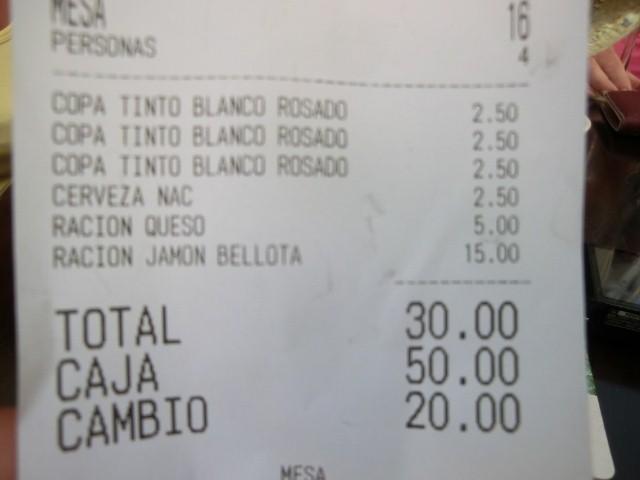 MESA 16
PERSONAS 4
COPA TINTO BLANCO ROSADO 2.50
COPA TINTO BLANCO ROSADO 2.50
COPA TINTO BLANCO ROSADO 2.50
CERVEZA NAC 2.50
RACION QUESO 5.00
RACION JAMON BELLOTA 15.00
TOTAL 30.00
CAJA 50.00
CAMBIO 20.00
MESA